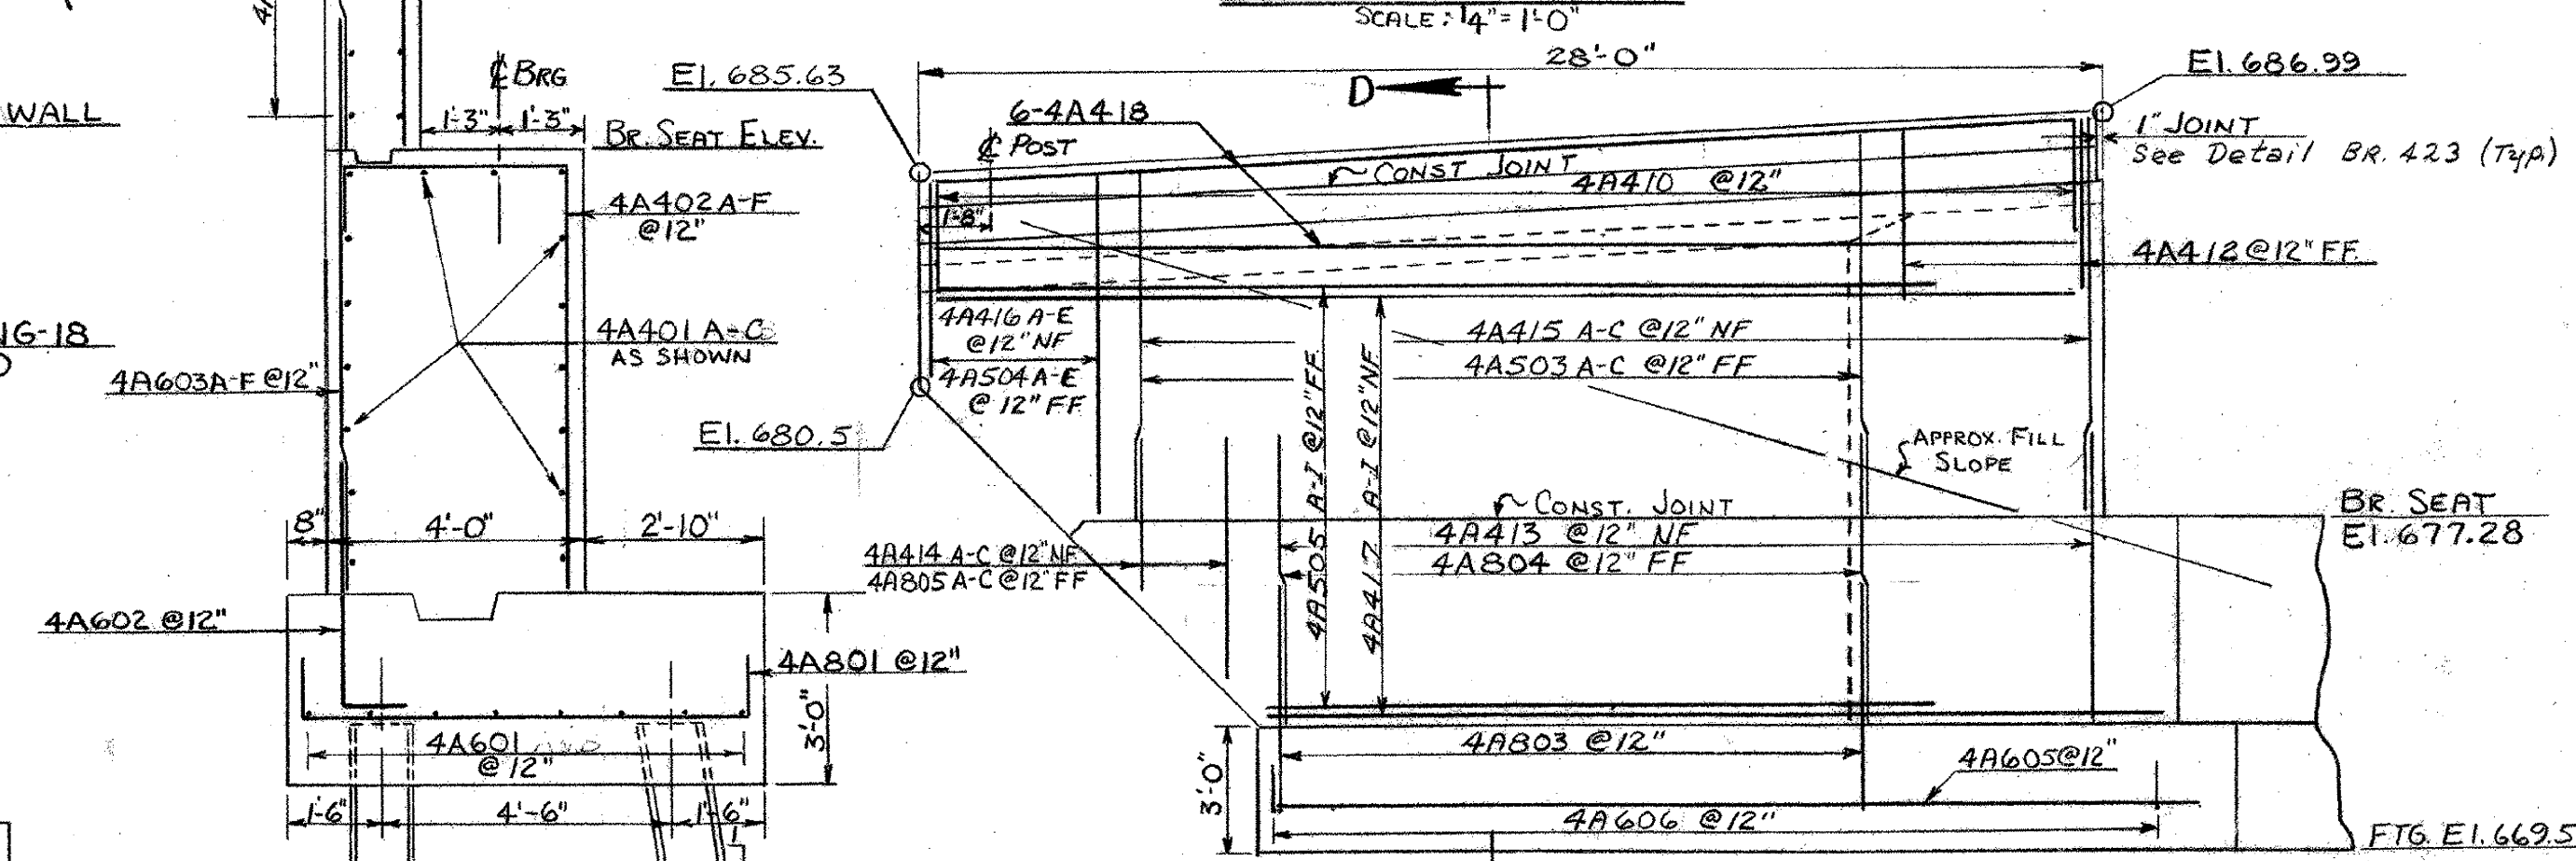 SCALE: 1/4"=1'-0"
28'-0"
El. 686.99
El. 685.63
D
6-4A418
1" JOINT
See Detail BR. 423 (Typ)
℄ POST
CONST JOINT
4A410 @12"
1'-8"
4A412 @12" FF
4A416 A-E
@12" NF
4A504 A-E
@ 12" FF
4A415 A-C @12" NF
4A503 A-C @12" FF
El. 680.5
APPROX. FILL
SLOPE
4A505 A-I @12" FF
4A417 A-I @12" NF
CONST. JOINT
4A413 @12" NF
4A804 @12" FF
BR. SEAT
El. 677.28
4A414 A-C @12" NF
4A805 A-C @12" FF
4A803 @12"
4A605@12"
3'-0"
4A606 @12"
FTG. El. 669.5
WALL
℄ BRG
1'-3" 1'-3"
BR. SEAT ELEV.
4A402 A-F
@12"
4A401 A-C
AS SHOWN
16-18
4A603A-F @12"
8" 4'-0" 2'-10"
4A602 @12"
4A801 @12"
4A601
@ 12"
3'-0"
1'-6" 4'-6" 1'-6"
1